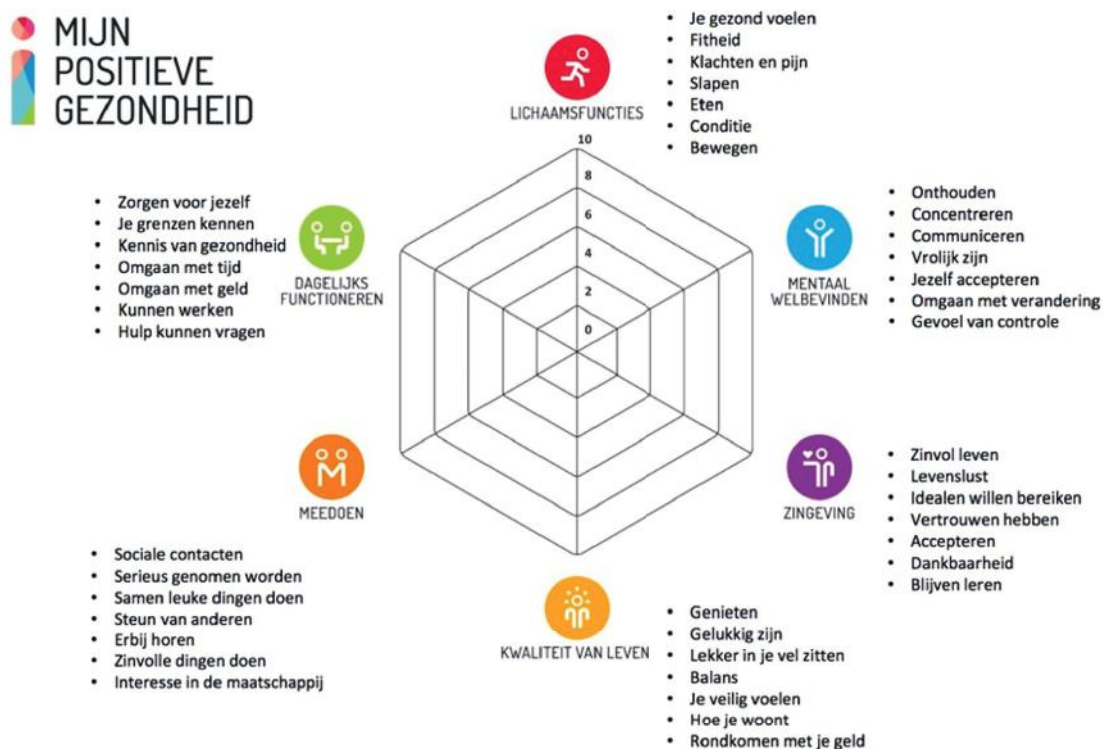 MIJN
POSITIEVE
GEZONDHEID
LICHAAMSFUNCTIES
• Je gezond voelen
• Fitheid
• Klachten en pijn
• Slapen
• Eten
• Conditie
• Bewegen
10
8
6
4
2
0
• Zorgen voor jezelf
• Je grenzen kennen
• Kennis van gezondheid
• Omgaan met tijd
• Omgaan met geld
• Kunnen werken
• Hulp kunnen vragen
DAGELIJKS
FUNCTIONEREN
MENTAAL
WELBEVINDEN
• Onthouden
• Concentreren
• Communiceren
• Vrolijk zijn
• Jezelf accepteren
• Omgaan met verandering
• Gevoel van controle
MEEDOEN
• Sociale contacten
• Serieus genomen worden
• Samen leuke dingen doen
• Steun van anderen
• Erbij horen
• Zinvolle dingen doen
• Interesse in de maatschappij
ZINGEVING
• Zinvol leven
• Levenslust
• Idealen willen bereiken
• Vertrouwen hebben
• Accepteren
• Dankbaarheid
• Blijven leren
KWALITEIT VAN LEVEN
• Genieten
• Gelukkig zijn
• Lekker in je vel zitten
• Balans
• Je veilig voelen
• Hoe je woont
• Rondkomen met je geld